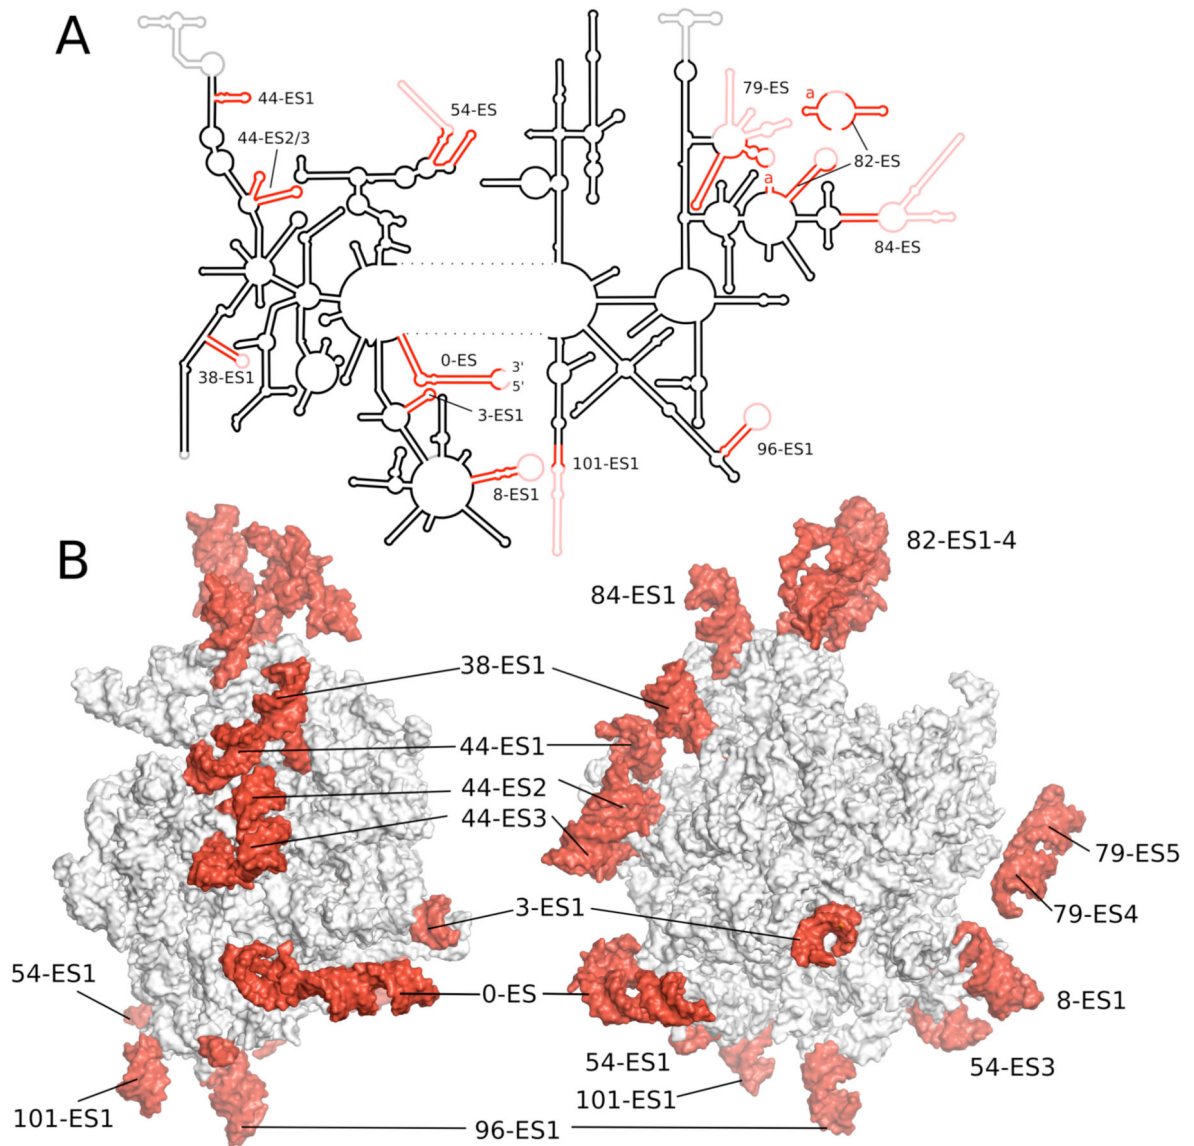 A
44-ES1
44-ES2/3
54-ES
79-ES
a
82-ES
a
84-ES
38-ES1
0-ES
3'
5'
3-ES1
8-ES1
101-ES1
96-ES1
B
82-ES1-4
84-ES1
38-ES1
44-ES1
44-ES2
44-ES3
79-ES5
79-ES4
3-ES1
54-ES1
0-ES
8-ES1
54-ES1
54-ES3
101-ES1
101-ES1
96-ES1